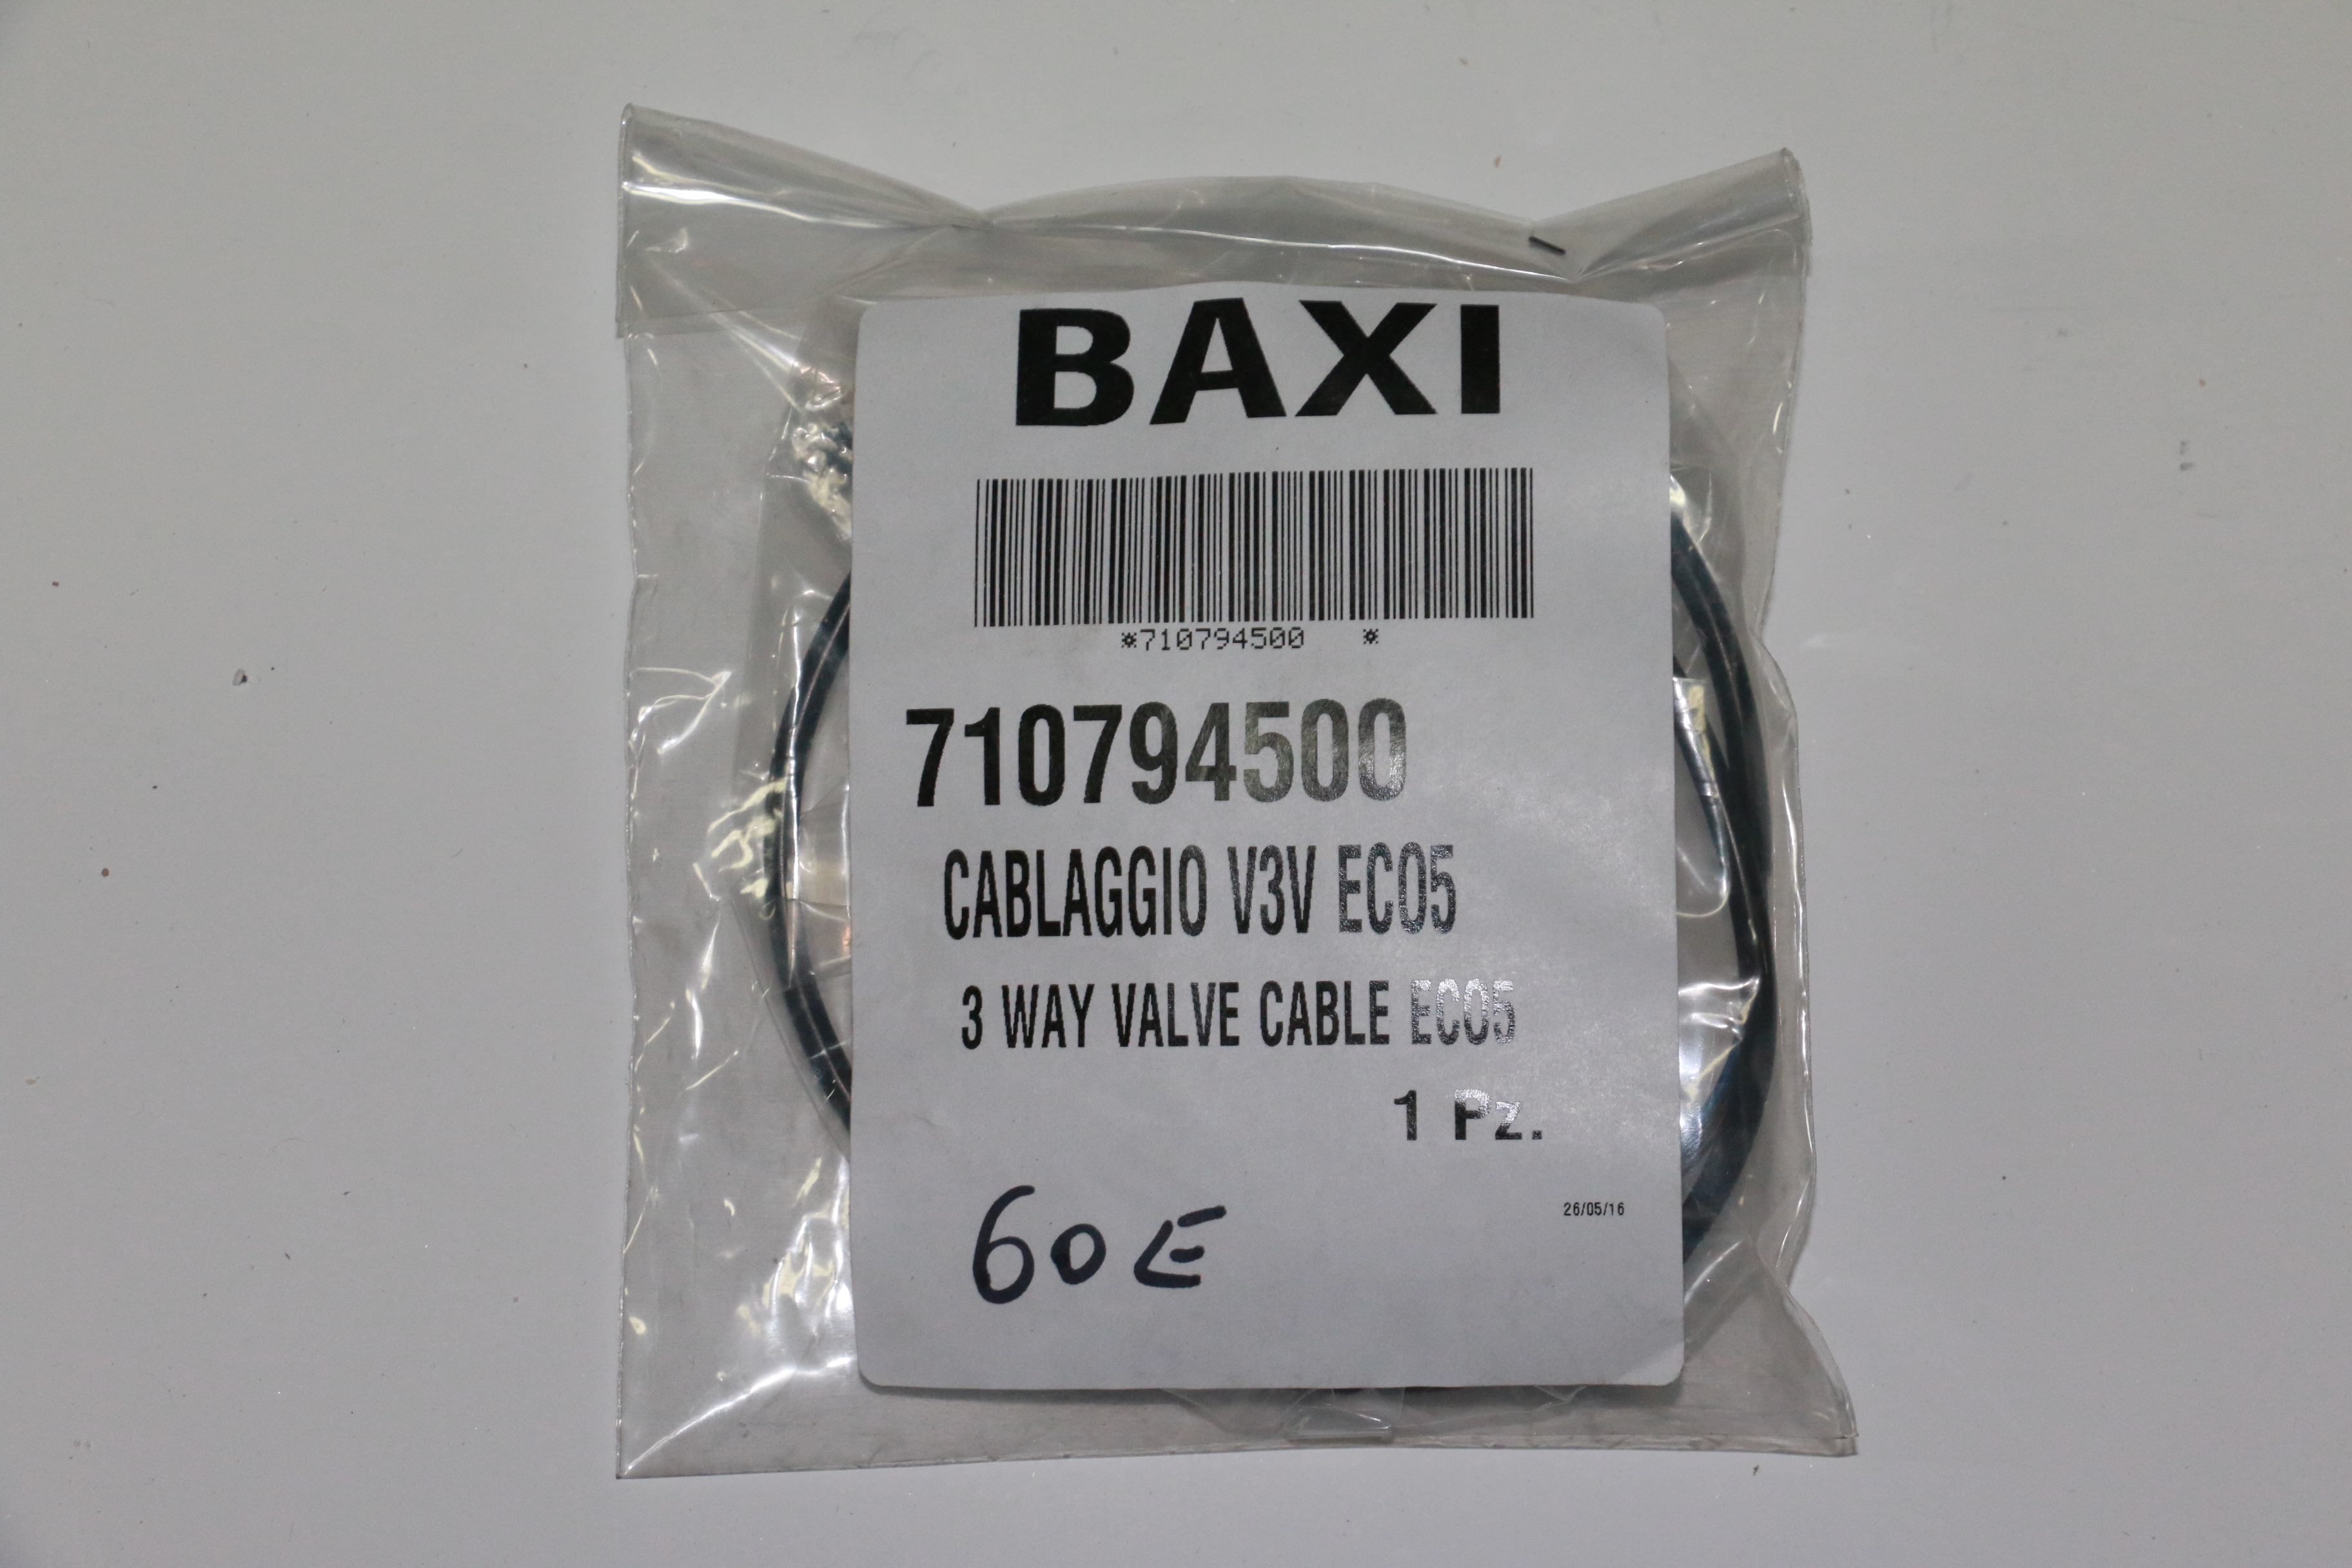 BAXI
*710794500 *
710794500
CABLAGGIO V3V ECO5
3 WAY VALVE CABLE ECO5
1 Pz.
26/05/16
60E